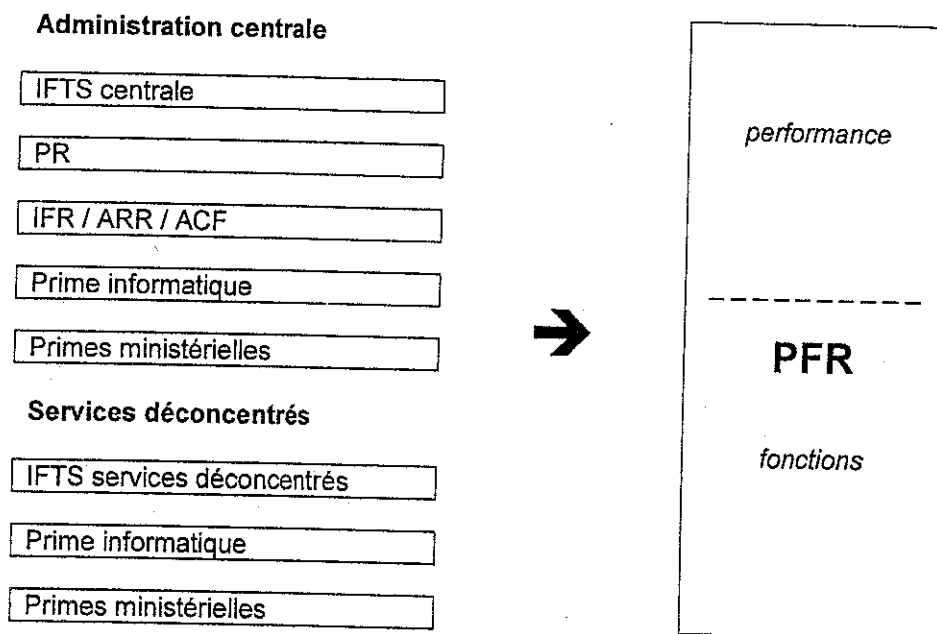 Administration centrale
IFTS centrale
PR
IFR / ARR / ACF
Prime informatique
Primes ministérielles
Services déconcentrés
IFTS services déconcentrés
Prime informatique
Primes ministérielles
performance
PFR
fonctions